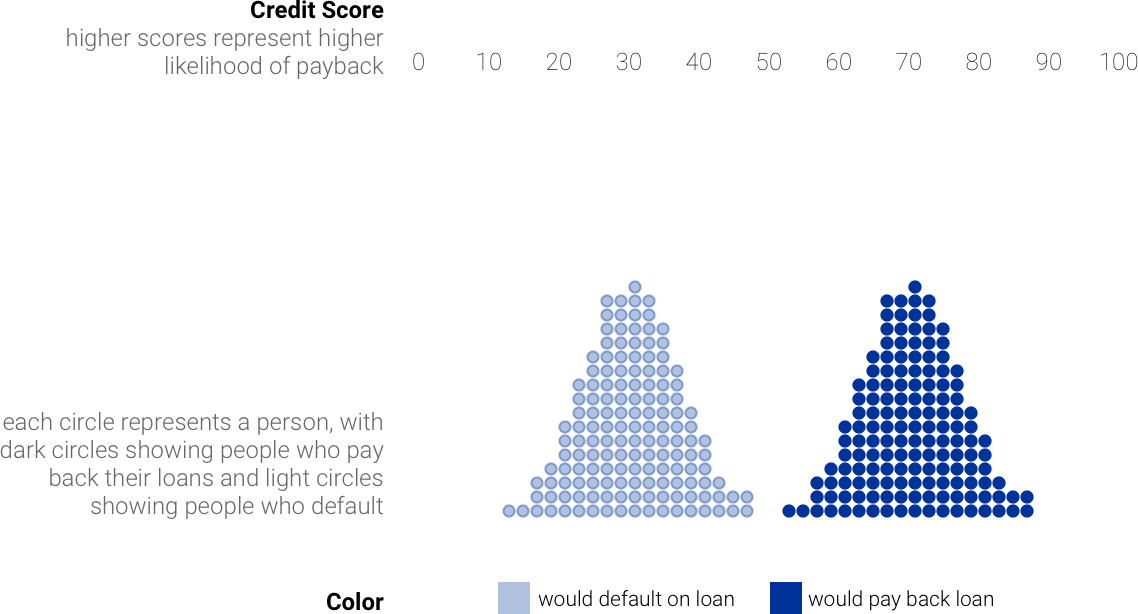 Credit Score
higher scores represent higher
likelihood of payback
0 10 20 30 40 50 60 70 80 90 100
each circle represents a person, with
dark circles showing people who pay
back their loans and light circles
showing people who default
Color
would default on loan
would pay back loan